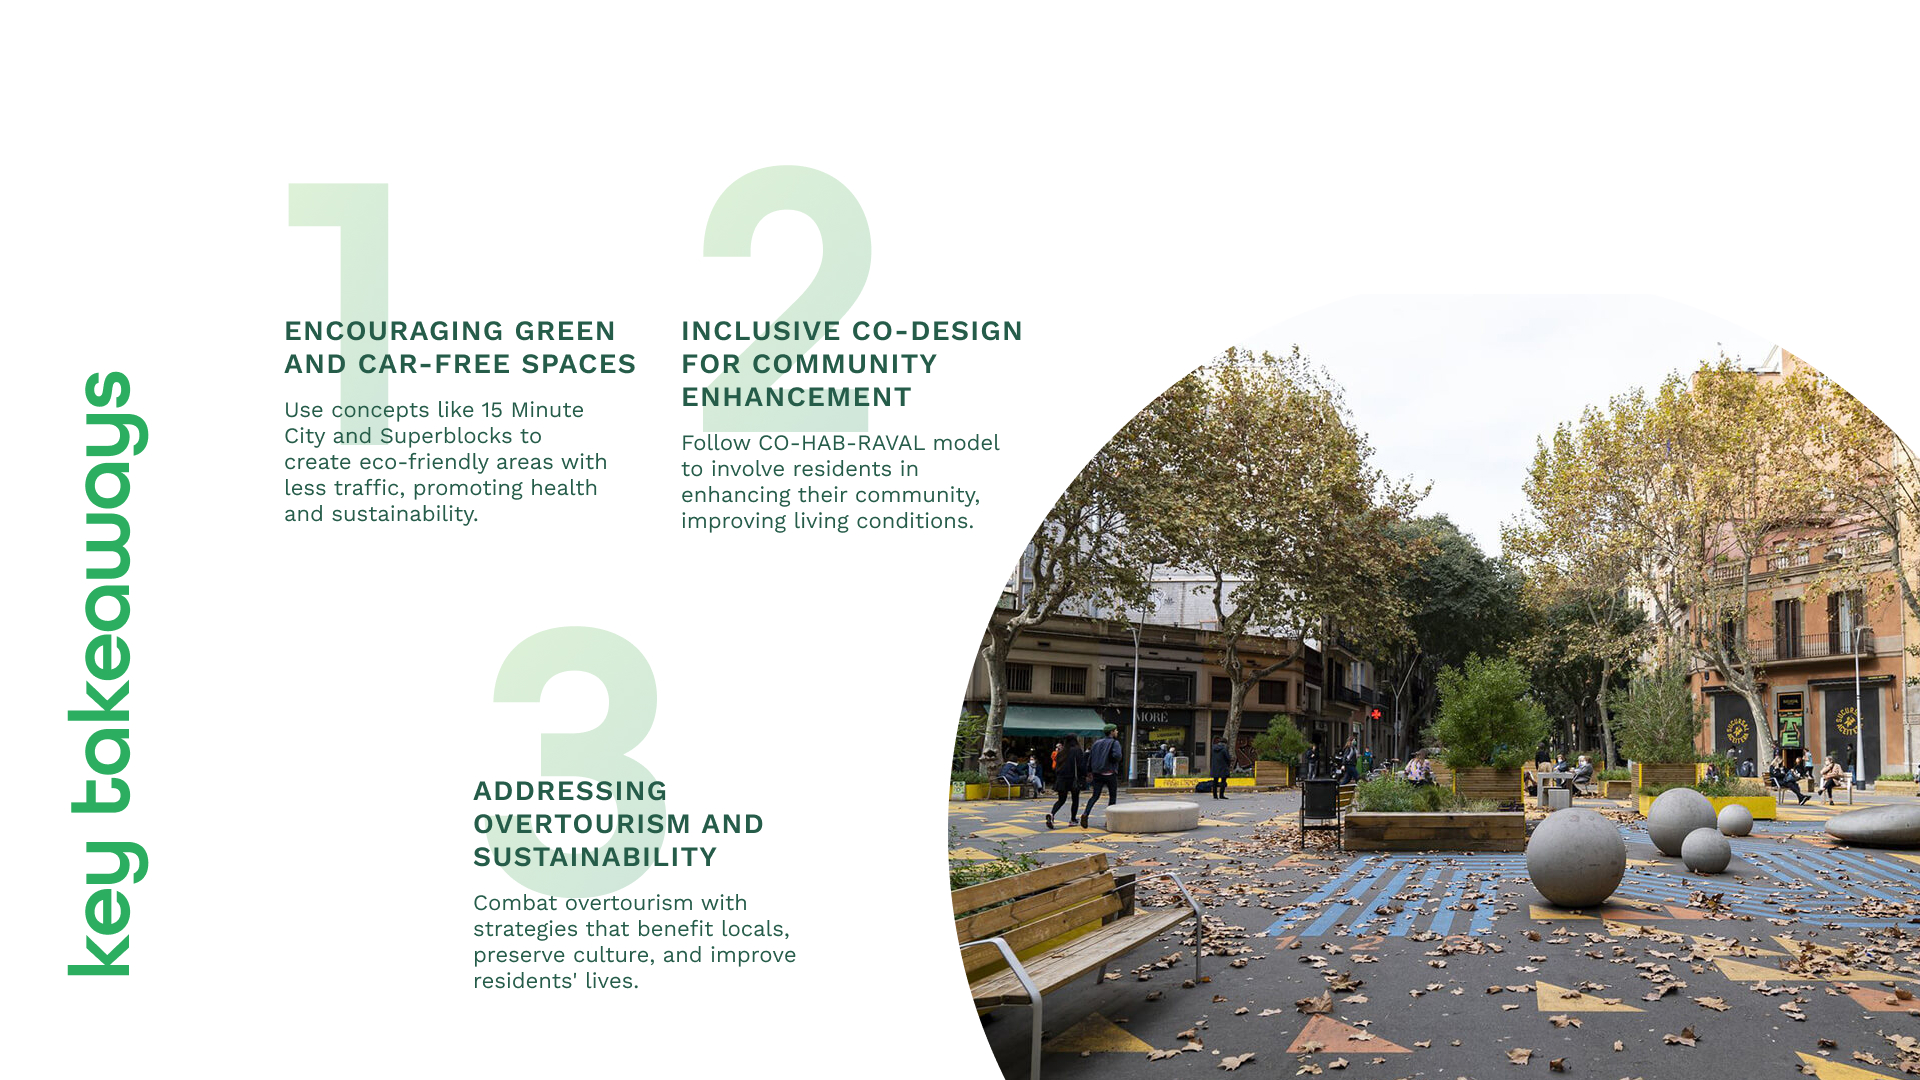 key takeaways
1
ENCOURAGING GREEN
AND CAR-FREE SPACES
Use concepts like 15 Minute
City and Superblocks to
create eco-friendly areas with
less traffic, promoting health
and sustainability.
2
INCLUSIVE CO-DESIGN
FOR COMMUNITY
ENHANCEMENT
Follow CO-HAB-RAVAL model
to involve residents in
enhancing their community,
improving living conditions.
3
ADDRESSING
OVERTOURISM AND
SUSTAINABILITY
Combat overtourism with
strategies that benefit locals,
preserve culture, and improve
residents' lives.
MORÉ